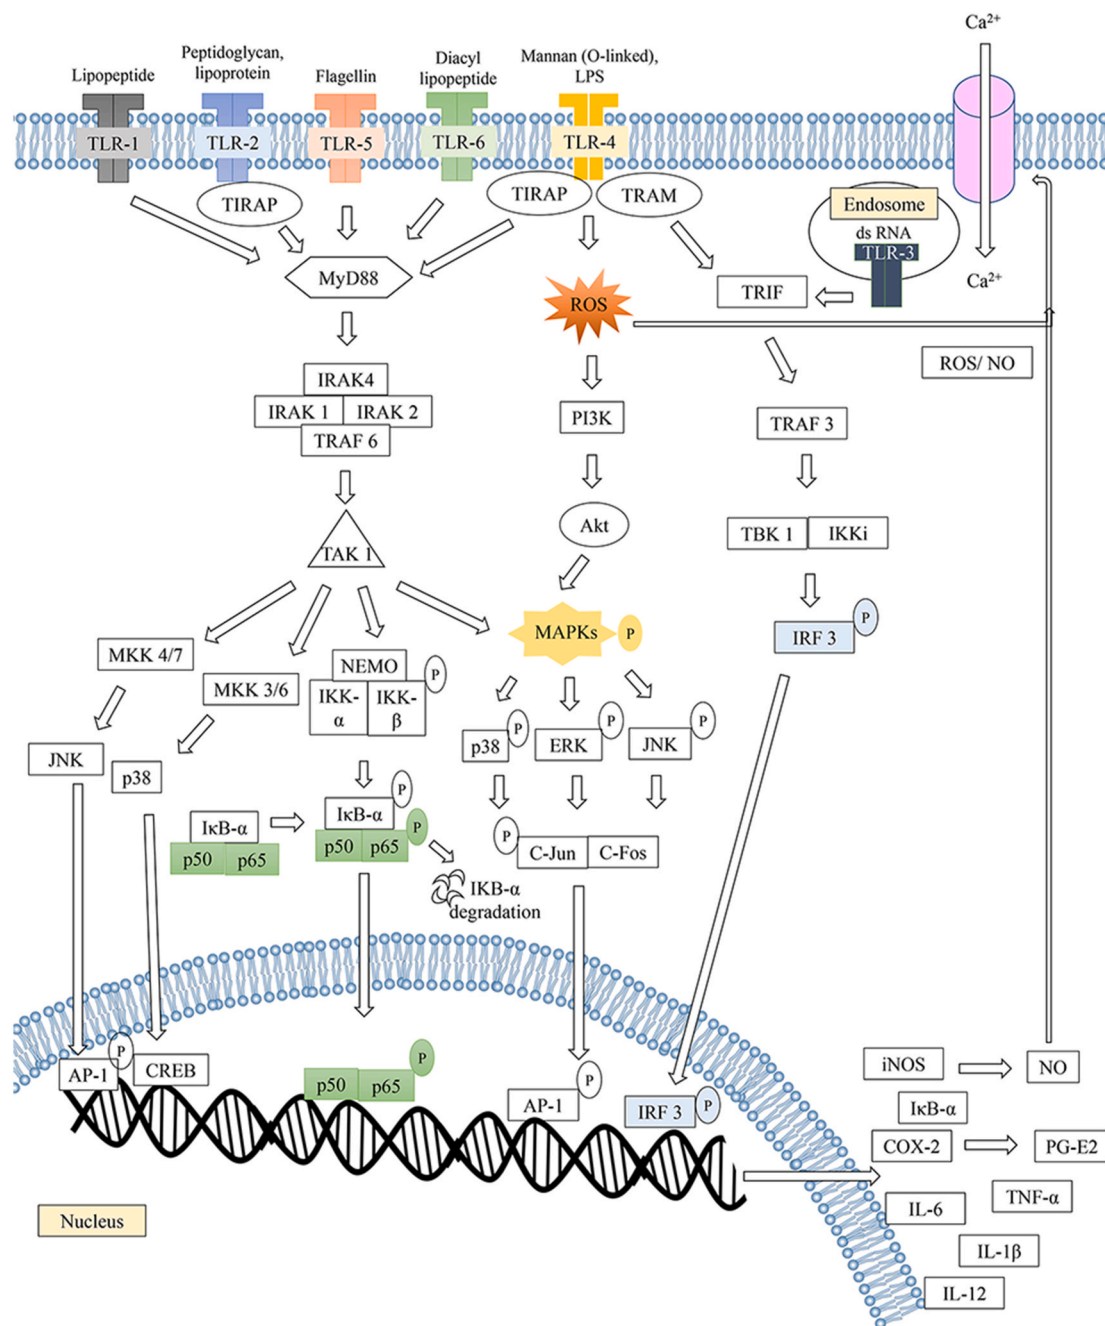 Ca²⁺
Peptidoglycan,
lipoprotein
Diacyl
lipopeptide
Mannan (O-linked),
LPS
Lipopeptide
Flagellin
TLR-1
TLR-2
TLR-5
TLR-6
TLR-4
TIRAP
TIRAP
TRAM
Endosome
ds RNA
TLR-3
MyD88
Ca²⁺
TRIF
ROS
ROS/ NO
IRAK4
IRAK 1
IRAK 2
TRAF 6
PI3K
TRAF 3
Akt
TBK 1
IKKi
TAK 1
P
MAPKs
P
IRF 3
MKK 4/7
NEMO
P
MKK 3/6
IKK-
α
IKK-
β
P
P
P
p38
ERK
JNK
JNK
p38
P
IκB-α
IκB-α
P
p50
p65
p50
p65
P
C-Jun
C-Fos
IKB-α
degradation
P
P
P
AP-1
CREB
p50
p65
AP-1
IRF 3
P
iNOS
NO
IκB-α
COX-2
PG-E2
TNF-α
IL-6
Nucleus
IL-1β
IL-12